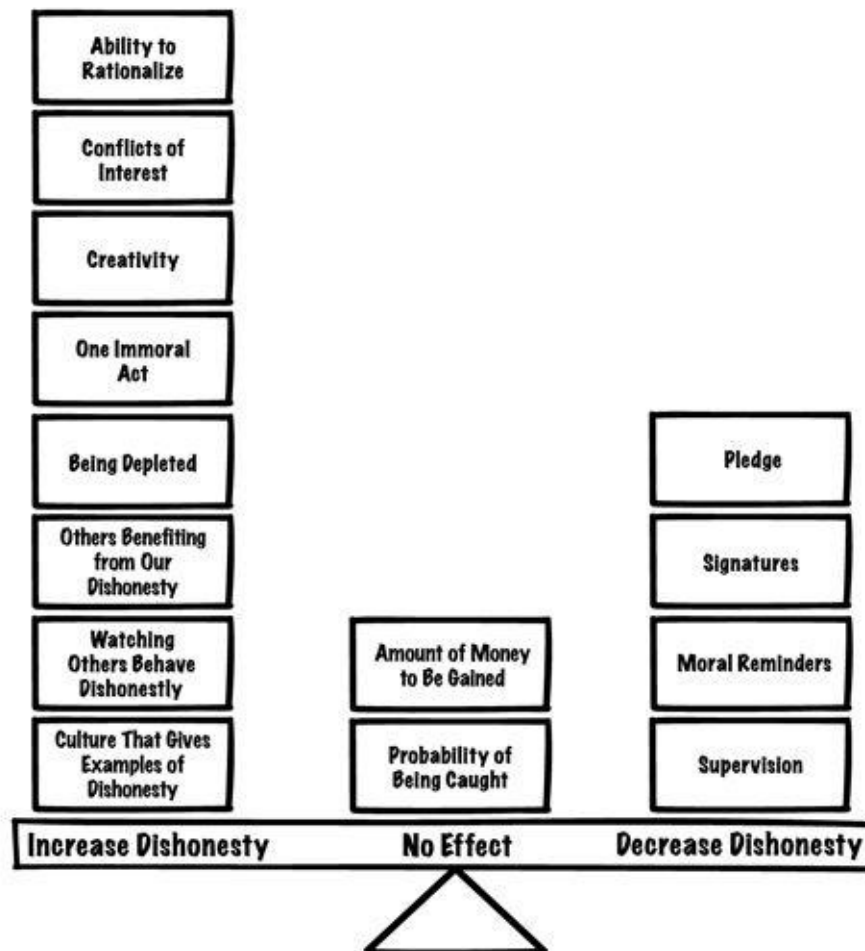 Ability to
Rationalize
Conflicts of
Interest
Creativity
One Immoral
Act
Being Depleted
Others Benefiting
from Our
Dishonesty
Watching
Others Behave
Dishonestly
Culture That Gives
Examples of
Dishonesty
Amount of Money
to Be Gained
Probability of
Being Caught
Pledge
Signatures
Moral Reminders
Supervision
Increase Dishonesty
No Effect
Decrease Dishonesty